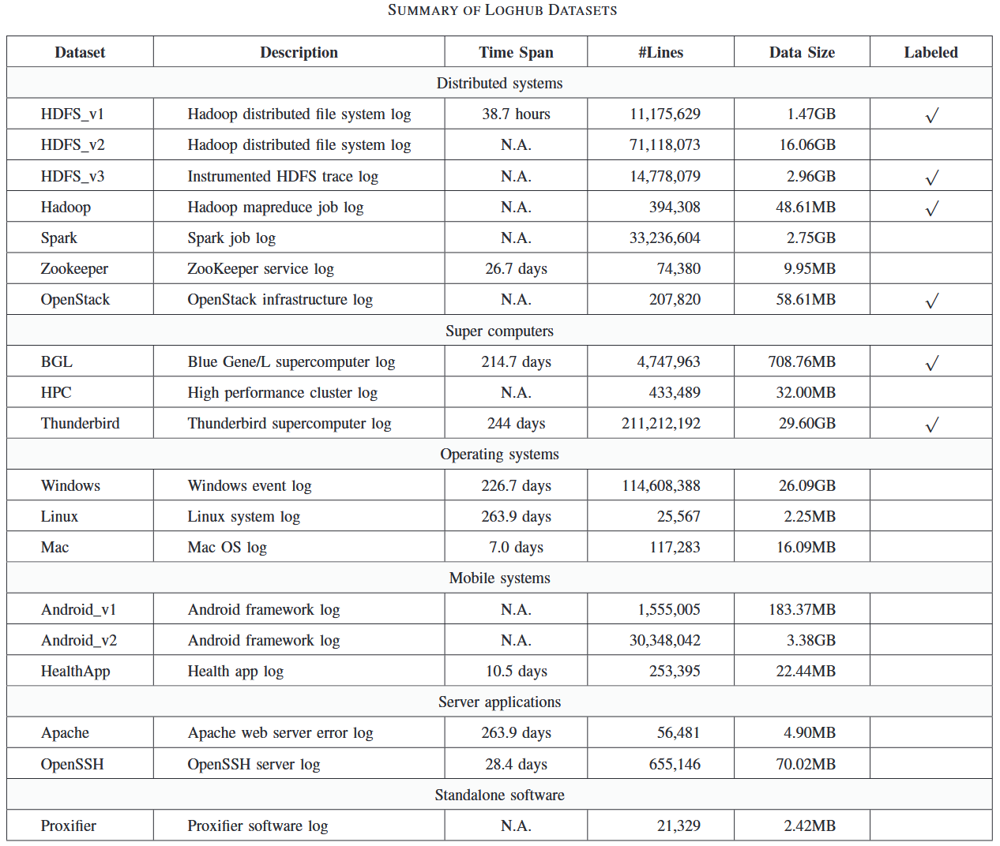 SUMMARY OF LOGHUB DATASETS
Dataset Description Time Span #Lines Data Size Labeled
Distributed systems
HDFS_v1 Hadoop distributed file system log 38.7 hours 11,175,629 1.47GB √
HDFS_v2 Hadoop distributed file system log N.A. 71,118,073 16.06GB
HDFS_v3 Instrumented HDFS trace log N.A. 14,778,079 2.96GB √
Hadoop Hadoop mapreduce job log N.A. 394,308 48.61MB √
Spark Spark job log N.A. 33,236,604 2.75GB
Zookeeper ZooKeeper service log 26.7 days 74,380 9.95MB
OpenStack OpenStack infrastructure log N.A. 207,820 58.61MB √
Super computers
BGL Blue Gene/L supercomputer log 214.7 days 4,747,963 708.76MB √
HPC High performance cluster log N.A. 433,489 32.00MB
Thunderbird Thunderbird supercomputer log 244 days 211,212,192 29.60GB √
Operating systems
Windows Windows event log 226.7 days 114,608,388 26.09GB
Linux Linux system log 263.9 days 25,567 2.25MB
Mac Mac OS log 7.0 days 117,283 16.09MB
Mobile systems
Android_v1 Android framework log N.A. 1,555,005 183.37MB
Android_v2 Android framework log N.A. 30,348,042 3.38GB
HealthApp Health app log 10.5 days 253,395 22.44MB
Server applications
Apache Apache web server error log 263.9 days 56,481 4.90MB
OpenSSH OpenSSH server log 28.4 days 655,146 70.02MB
Standalone software
Proxifier Proxifier software log N.A. 21,329 2.42MB